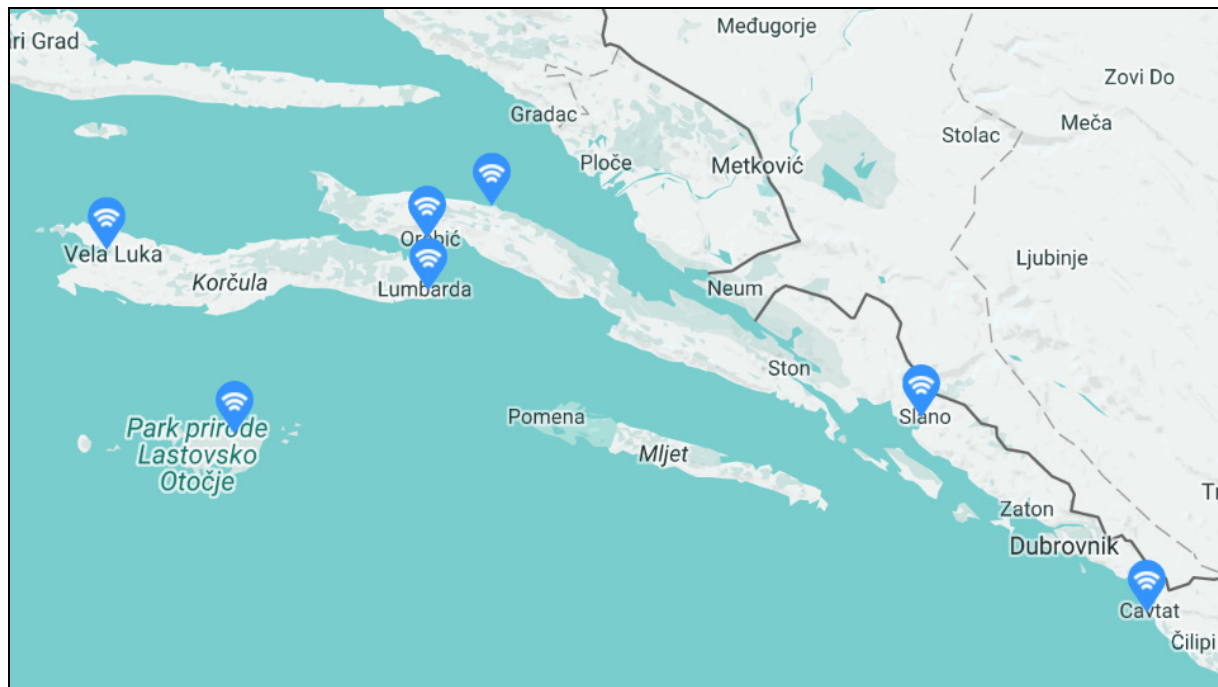 Međugorje
ri Grad
Zovi Do
Gradac
Meča
Stolac
Ploče
Metković
Vela Luka
Orebić
Ljubinje
Korčula
Lumbarda
Neum
Ston
Pomena
Slano
Park prirode
Lastovsko
Otočje
Mljet
Zaton
Dubrovnik
Cavtat
Čilipi